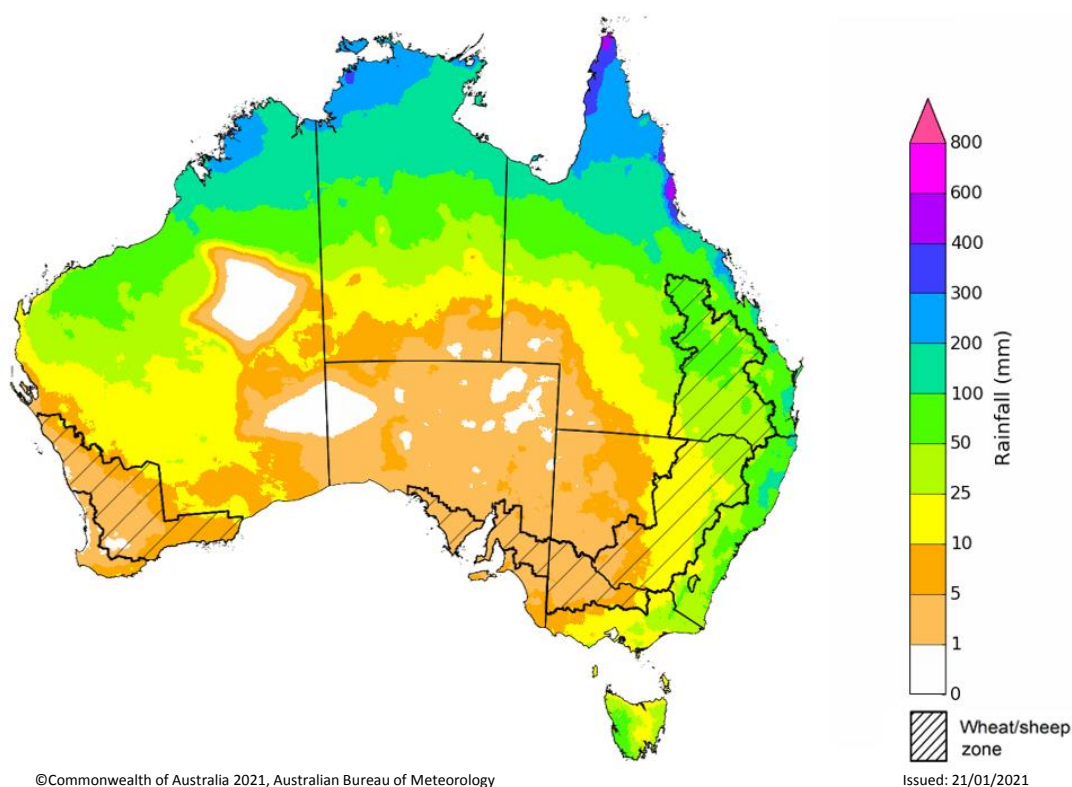 800
600
400
300
200
100
50
25
10
5
1
0
Rainfall (mm)
Wheat/sheep
zone
©Commonwealth of Australia 2021, Australian Bureau of Meteorology
Issued: 21/01/2021